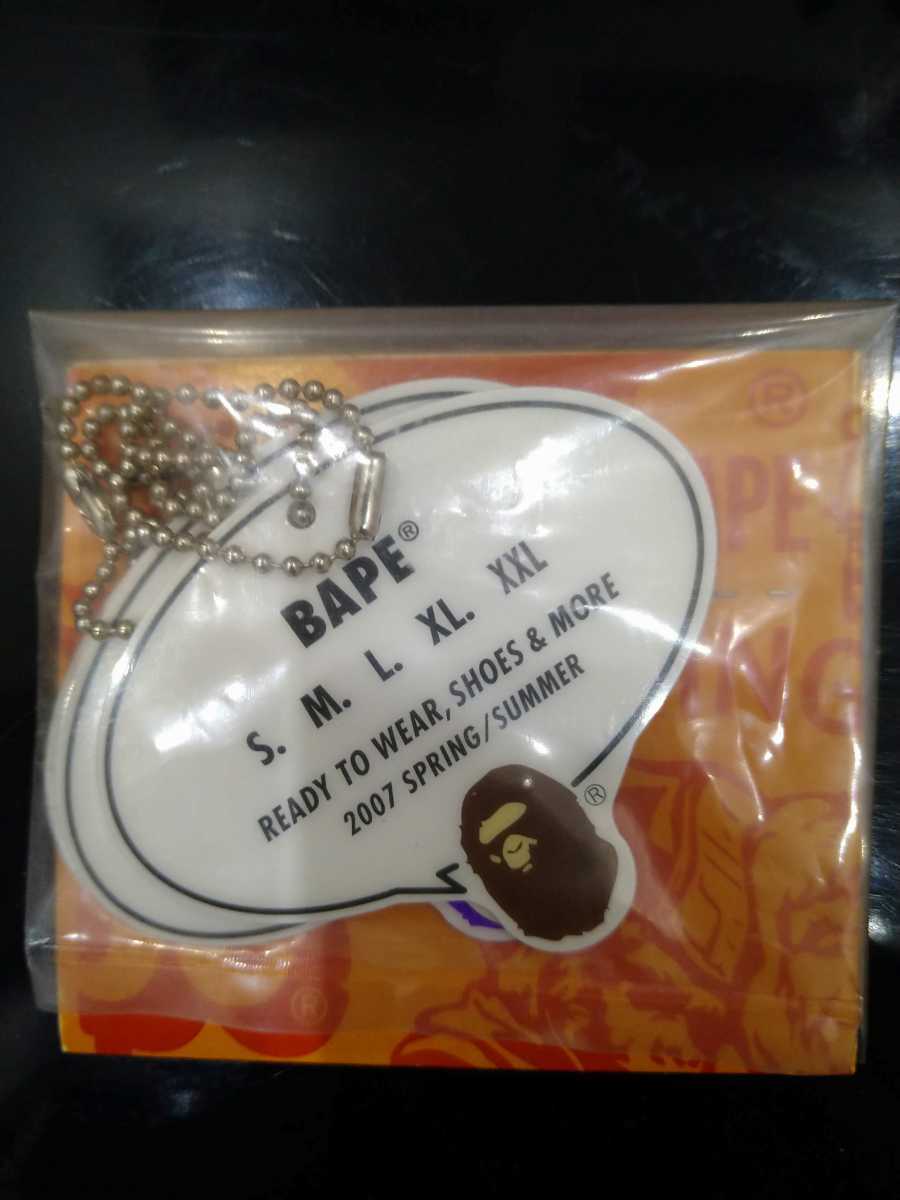 BAPE®
S. M. L. XL. XXL
READY TO WEAR, SHOES & MORE
2007 SPRING/SUMMER
®
®
®